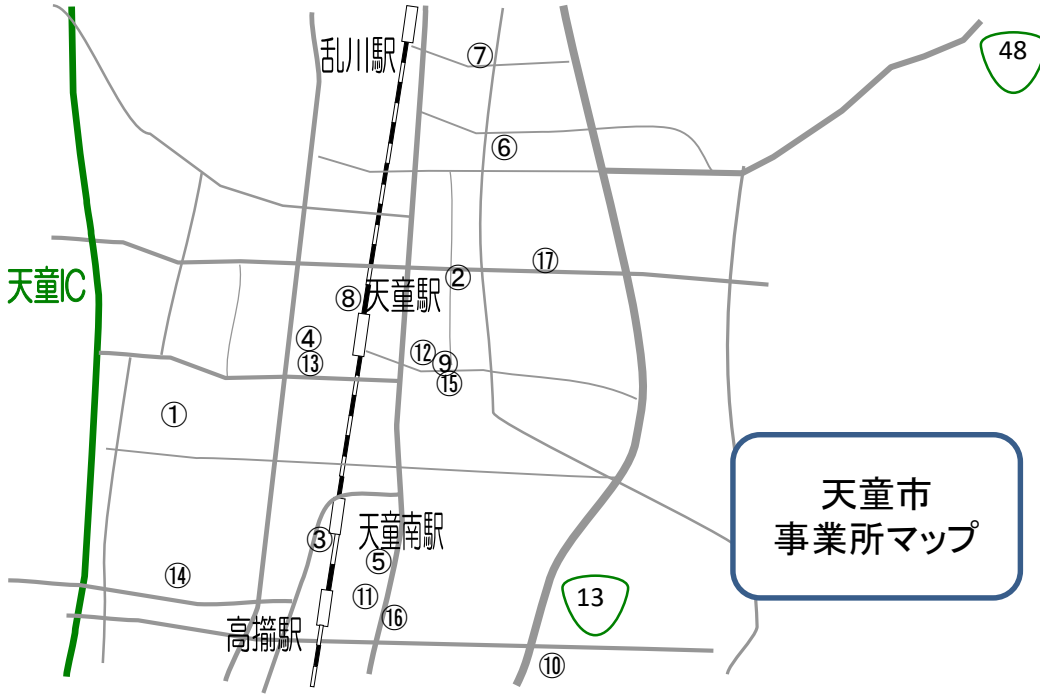 48
乱川駅
⑦
⑥
⑰
天童IC
②
⑧
天童駅
④
⑬
⑫
⑨
⑮
①
天童市
事業所マップ
③
天童南駅
⑤
⑭
⑪
⑯
13
高擶駅
⑩